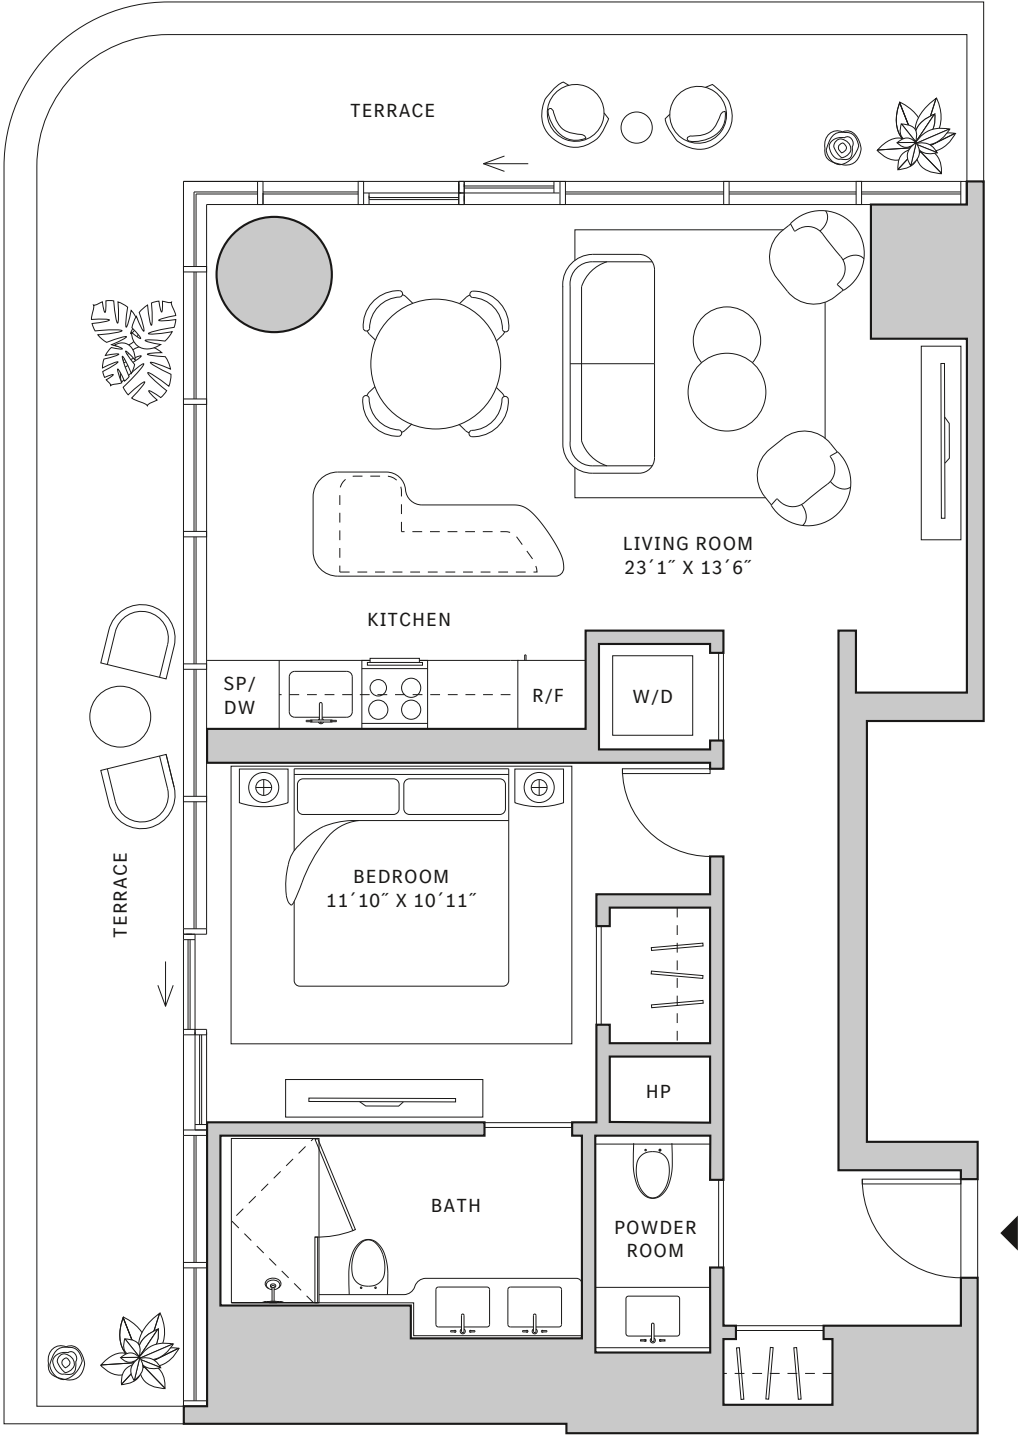 TERRACE
LIVING ROOM
23´1˝ X 13´6˝
KITCHEN
SP/
DW
R/F
W/D
TERRACE
BEDROOM
11´10˝ X 10´11˝
HP
BATH
POWDER
ROOM